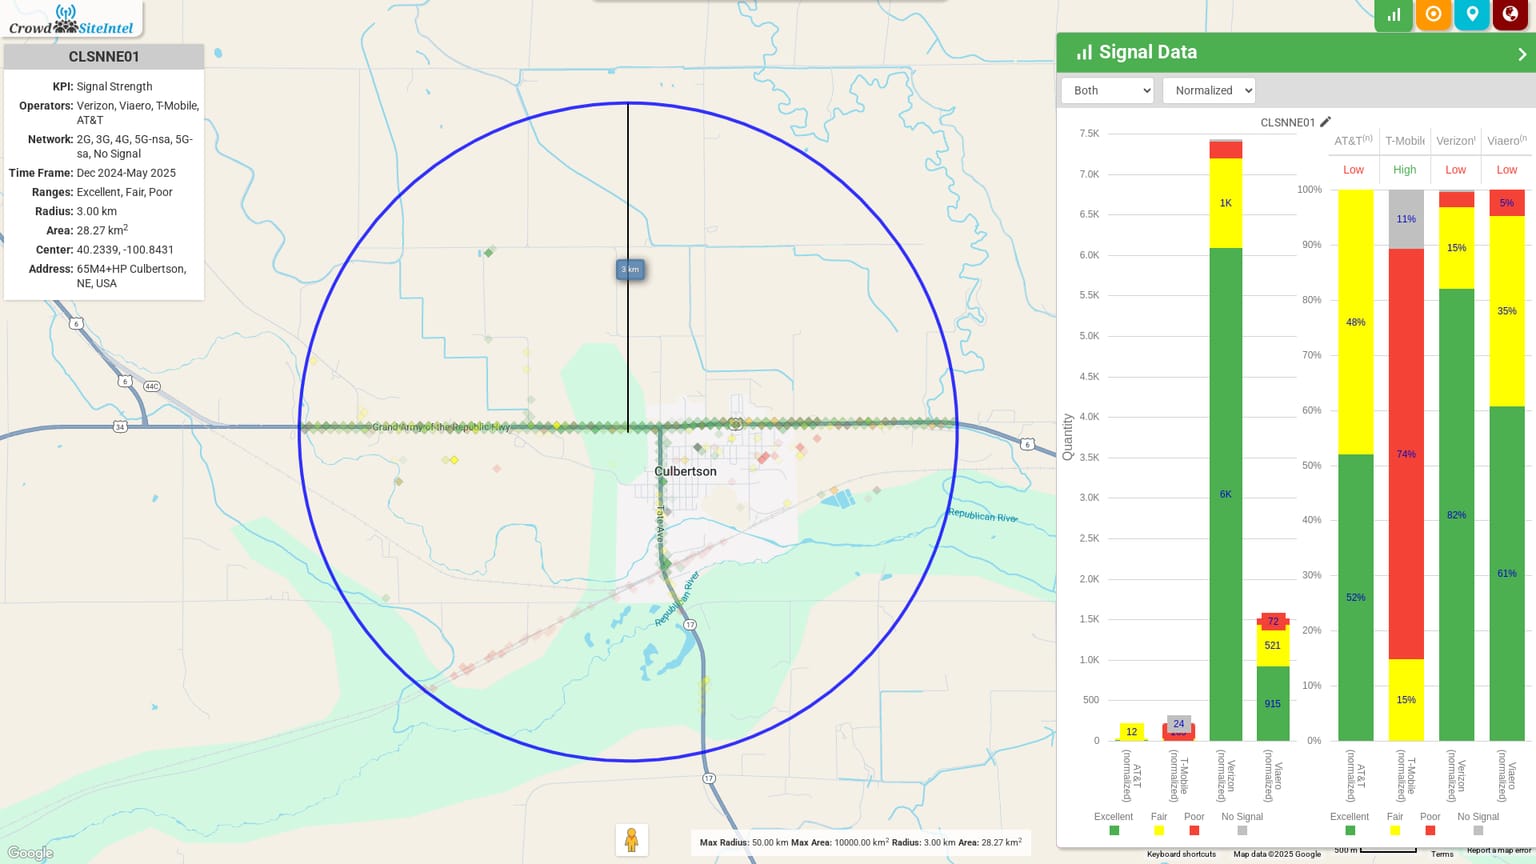 Crowd SiteIntel
CLSNNE01
KPI: Signal Strength
Operators: Verizon, Viaero, T-Mobile,
AT&T
Network: 2G, 3G, 4G, 5G-nsa, 5G-
sa, No Signal
Time Frame: Dec 2024-May 2025
Ranges: Excellent, Fair, Poor
Radius: 3.00 km
Area: 28.27 km2
Center: 40.2339, -100.8431
Address: 65M4+HP Culbertson,
NE, USA
3 km
6
6
44C
34
Grand Army of the Republic Hwy
6
Culbertson
Tate Ave
Republican River
Republican River
17
17
Google
Max Radius: 50.00 km Max Area: 10000.00 km2 Radius: 3.00 km Area: 28.27 km2
Signal Data
Both
Normalized
CLSNNE01
7.5K
7.0K
6.5K
6.0K
5.5K
5.0K
4.5K
4.0K
3.5K
3.0K
2.5K
2.0K
1.5K
1.0K
500
0
Quantity
12
24
1K
6K
72
521
915
AT&T
(normalized)
T-Mobile
(normalized)
Verizon
(normalized)
Viaero
(normalized)
Excellent Fair Poor No Signal
AT&T(n) T-Mobile Verizon Viaero(n
Low High Low Low
100%
90%
80%
70%
60%
50%
40%
30%
20%
10%
0%
48%
52%
11%
74%
15%
15%
82%
5%
35%
61%
AT&T
(normalized)
T-Mobile
(normalized)
Verizon
(normalized)
Viaero
(normalized)
Excellent Fair Poor No Signal
Keyboard shortcuts Map data ©2025 Google 500 m Terms Report a map error